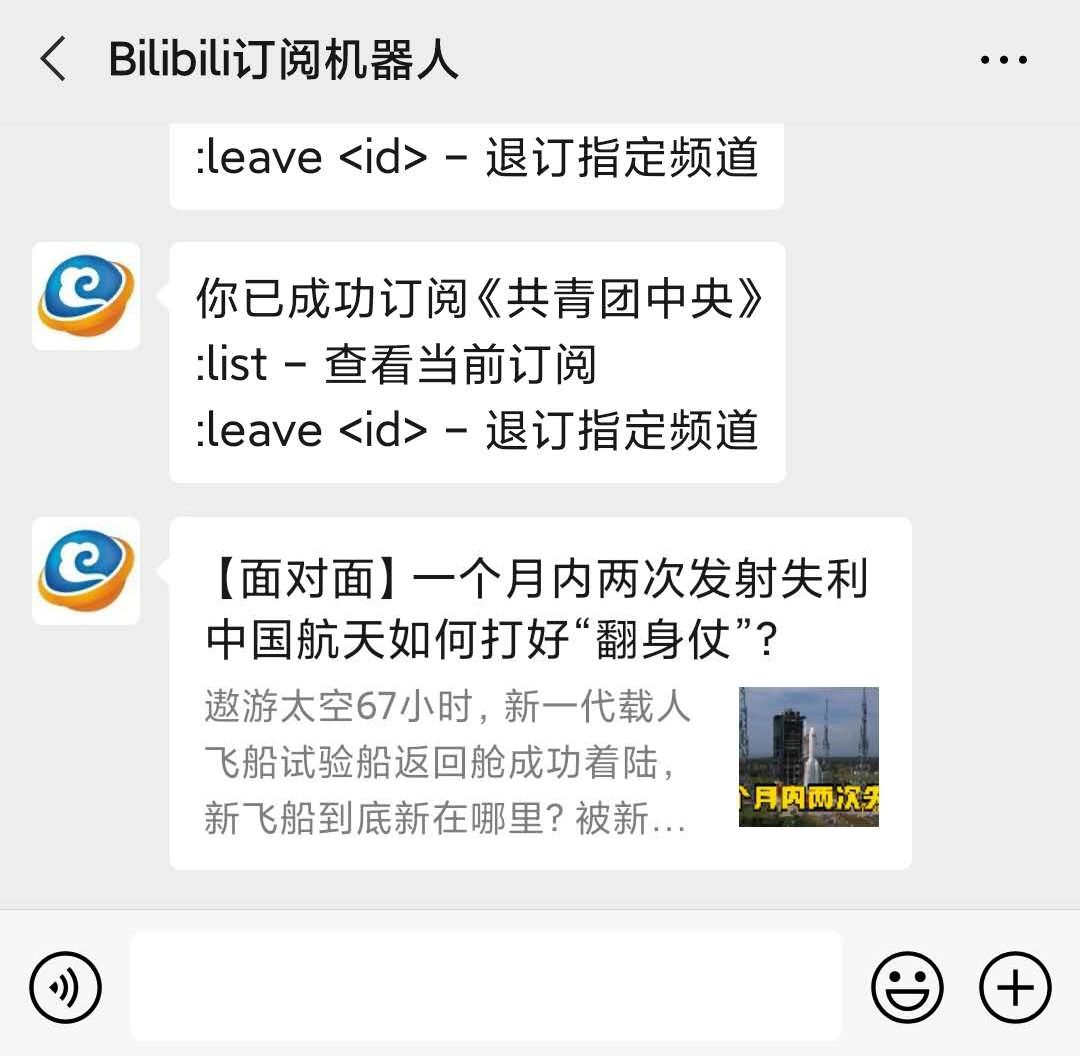 Bilibili订阅机器人
:leave <id> – 退订指定频道
你已成功订阅《共青团中央》
:list – 查看当前订阅
:leave <id> – 退订指定频道
【面对面】一个月内两次发射失利
中国航天如何打好“翻身仗”?
遨游太空67小时，新一代载人
飞船试验船返回舱成功着陆，
新飞船到底新在哪里? 被新...
个月内两次失